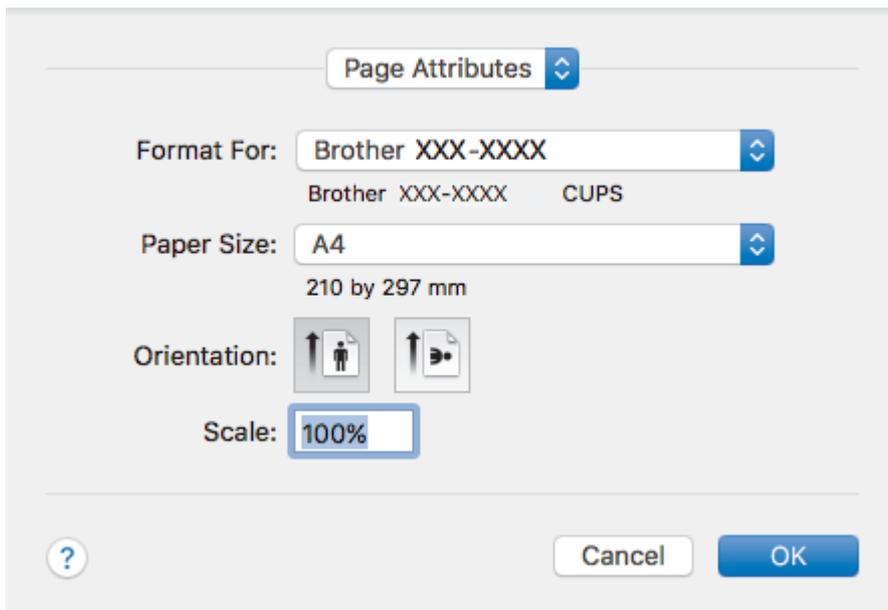 Page Attributes
Format For: Brother XXX-XXXX
Brother XXX-XXXX CUPS
Paper Size: A4
210 by 297 mm
Orientation:
Scale: 100%
? Cancel OK